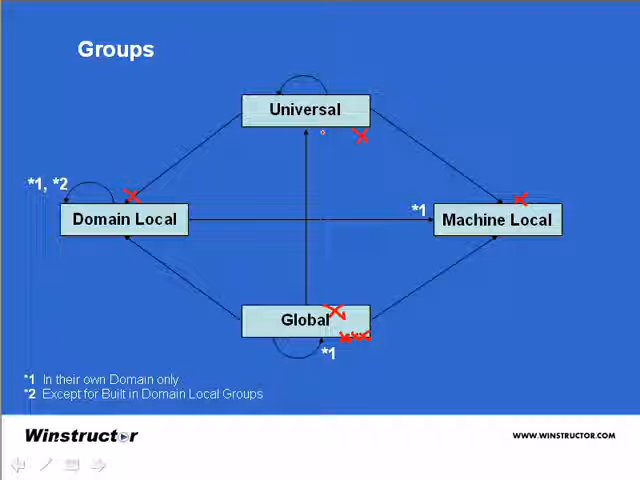 Groups
Universal
*1, *2
Domain Local
*1
Machine Local
Global
*1
*1 In their own Domain only
*2 Except for Built in Domain Local Groups
Winstructor
WWW.WINSTRUCTOR.COM